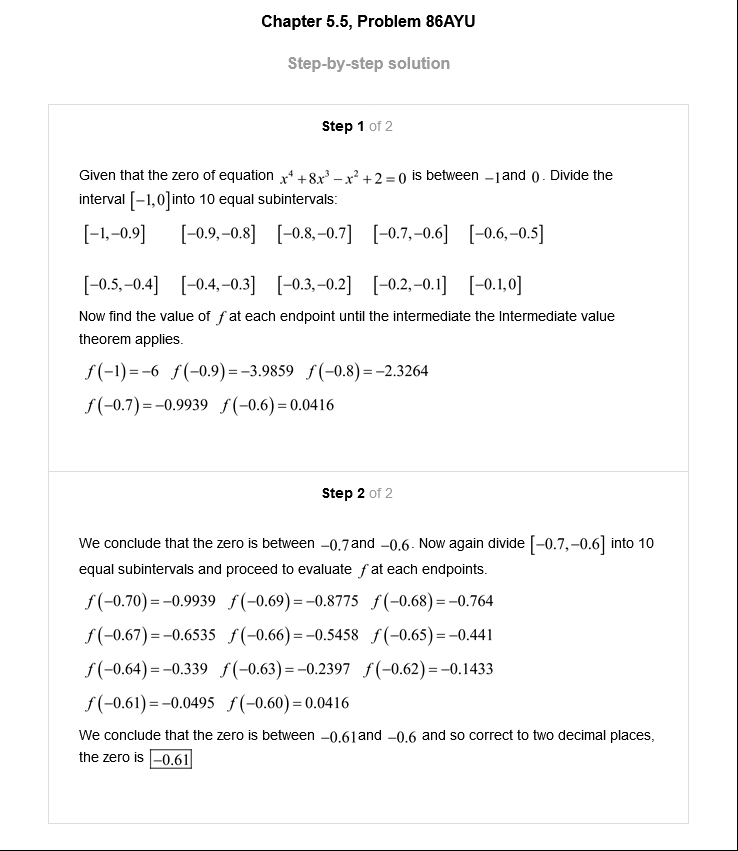 Chapter 5.5, Problem 86AYU
Step-by-step solution
Step 1 of 2
Given that the zero of equation x⁴ + 8x³ − x² + 2 = 0 is between −1 and 0. Divide the
interval [−1, 0] into 10 equal subintervals:
[−1, −0.9] [−0.9, −0.8] [−0.8, −0.7] [−0.7, −0.6] [−0.6, −0.5]
[−0.5, −0.4] [−0.4, −0.3] [−0.3, −0.2] [−0.2, −0.1] [−0.1, 0]
Now find the value of f at each endpoint until the intermediate the Intermediate value
theorem applies.
f(−1) = −6 f(−0.9) = −3.9859 f(−0.8) = −2.3264
f(−0.7) = −0.9939 f(−0.6) = 0.0416
Step 2 of 2
We conclude that the zero is between −0.7 and −0.6. Now again divide [−0.7, −0.6] into 10
equal subintervals and proceed to evaluate f at each endpoints.
f(−0.70) = −0.9939 f(−0.69) = −0.8775 f(−0.68) = −0.764
f(−0.67) = −0.6535 f(−0.66) = −0.5458 f(−0.65) = −0.441
f(−0.64) = −0.339 f(−0.63) = −0.2397 f(−0.62) = −0.1433
f(−0.61) = −0.0495 f(−0.60) = 0.0416
We conclude that the zero is between −0.61 and −0.6 and so correct to two decimal places,
the zero is −0.61